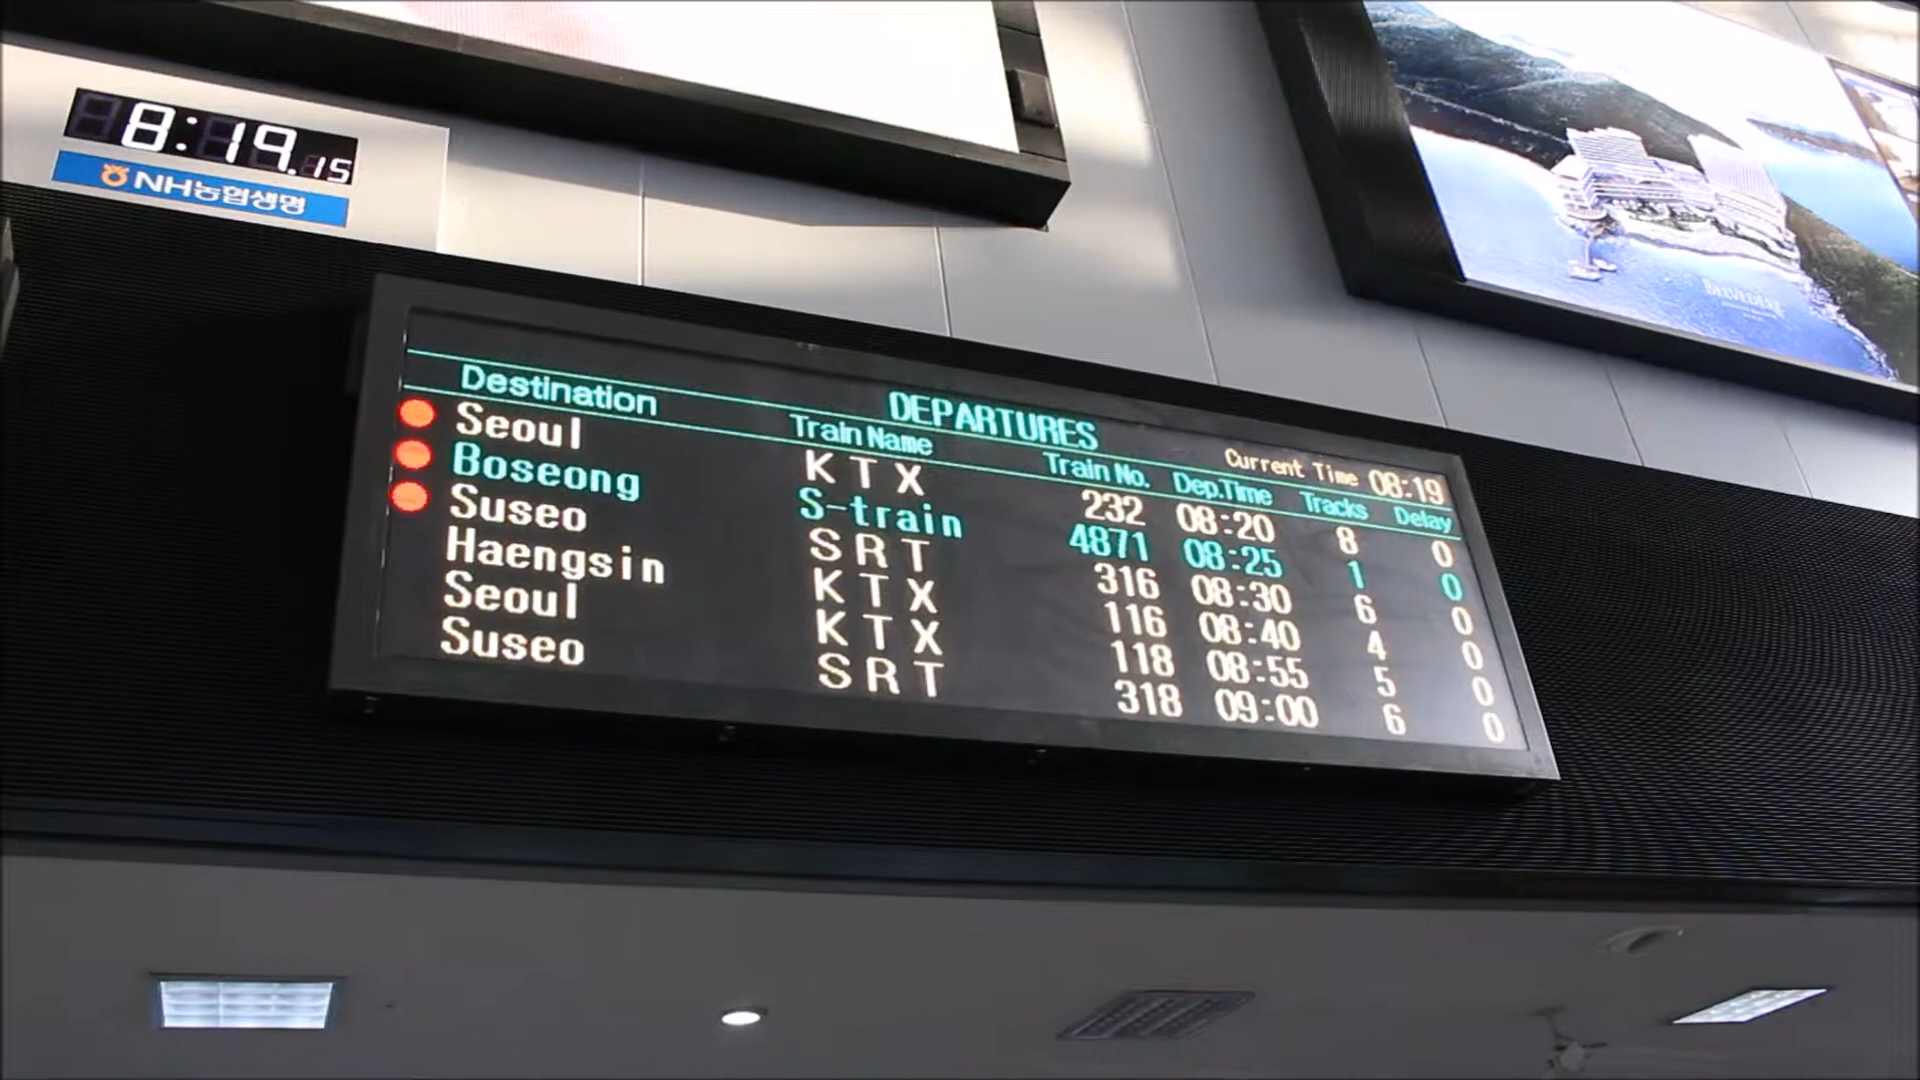 8:19.15
NH농협생명
BELVEDERE
DEPARTURES
Current Time 08:19
Destination Train Name Train No. Dep.Time Tracks Delay
Seoul KTX 232 08:20 8 0
Boseong S-train 4871 08:25 1 0
Suseo SRT 316 08:30 6 0
Haengsin KTX 116 08:40 4 0
Seoul KTX 118 08:55 5 0
Suseo SRT 318 09:00 6 0